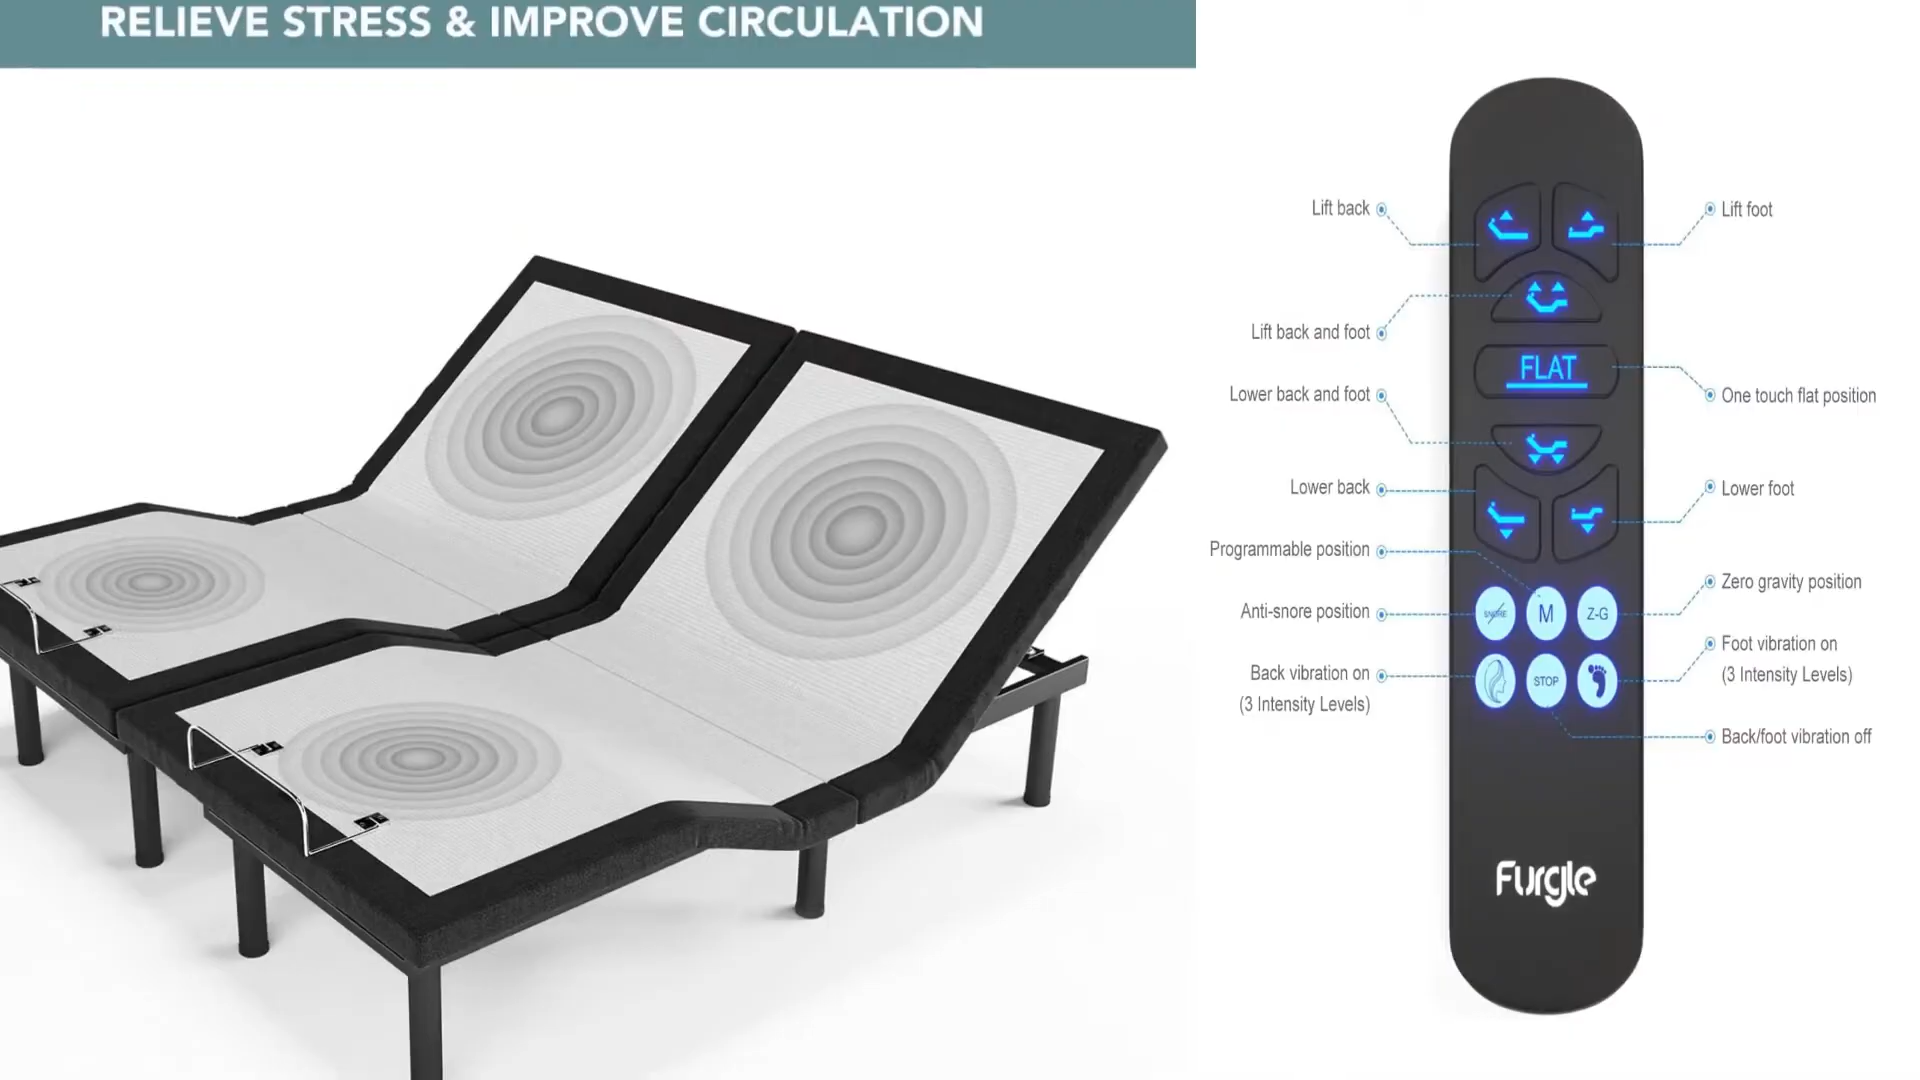 RELIEVE STRESS & IMPROVE CIRCULATION
Lift back
Lift foot
Lift back and foot
FLAT
One touch flat position
Lower back and foot
Lower back
Lower foot
Programmable position
Zero gravity position
Anti-snore position
SNORE
M
Z-G
Foot vibration on
(3 Intensity Levels)
Back vibration on
(3 Intensity Levels)
STOP
Back/foot vibration off
Furgle